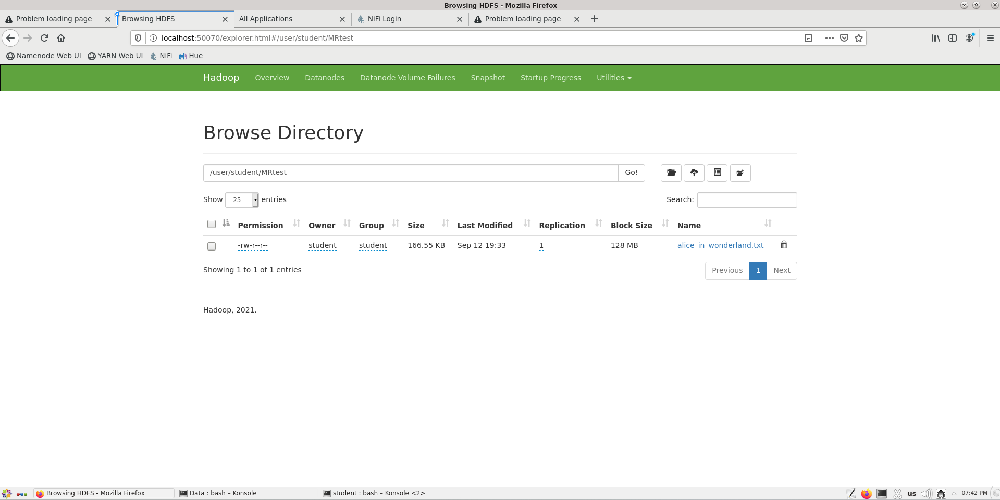 Browsing HDFS - Mozilla Firefox
Problem loading page
Browsing HDFS
All Applications
NiFi Login
Problem loading page
localhost:50070/explorer.html#/user/student/MRtest
Namenode Web UI
YARN Web UI
NiFi
Hue
Hadoop
Overview
Datanodes
Datanode Volume Failures
Snapshot
Startup Progress
Utilities
Browse Directory
/user/student/MRtest
Go!
Show 25 entries
Search:
Permission Owner Group Size Last Modified Replication Block Size Name
-rw-r--r-- student student 166.55 KB Sep 12 19:33 1 128 MB alice_in_wonderland.txt
Showing 1 to 1 of 1 entries
Previous 1 Next
Hadoop, 2021.
Browsing HDFS - Mozilla Firefox
Data : bash – Konsole
student : bash – Konsole <2>
us
07:42 PM